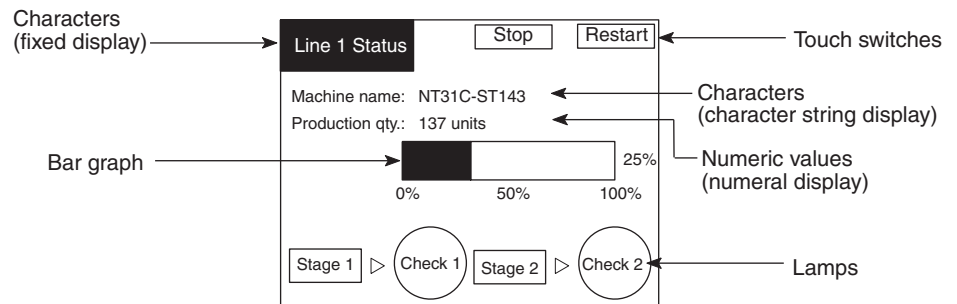 Characters
(fixed display)
Line 1 Status
Stop
Restart
Touch switches
Machine name: NT31C-ST143
Characters
(character string display)
Production qty.: 137 units
Bar graph
25%
Numeric values
(numeral display)
0% 50% 100%
Stage 1
Check 1
Stage 2
Check 2
Lamps